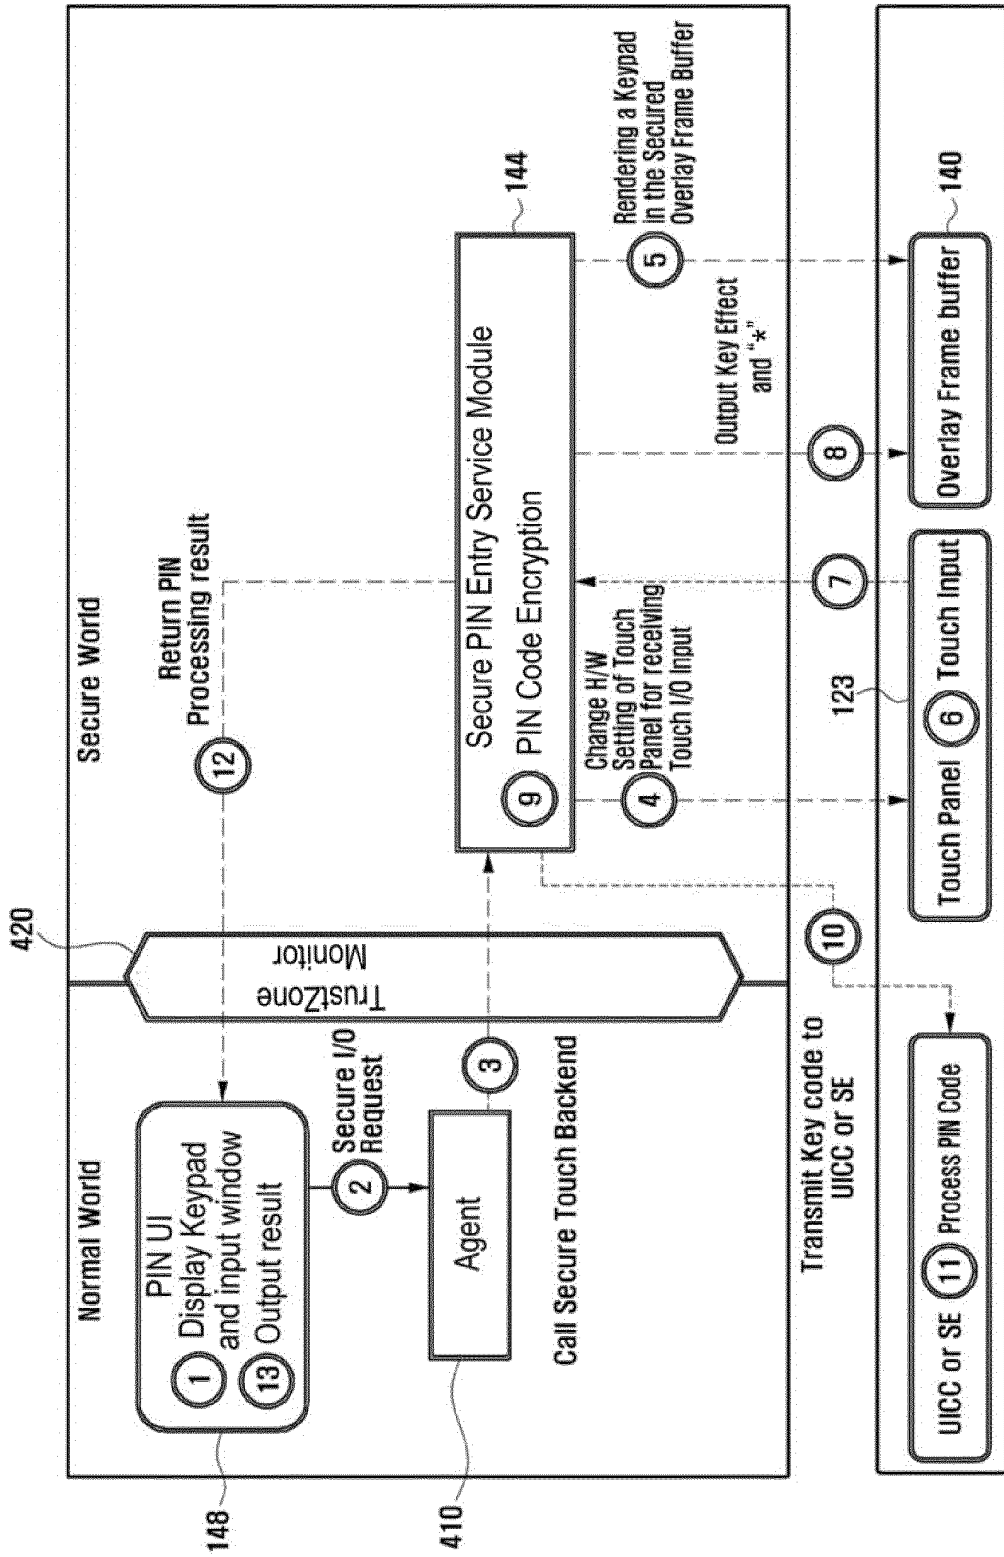 Normal World
Secure World
420
148
PIN UI
1 Display Keypad
and input window
13 Output result
12
Return PIN
Processing result
2
Secure I/O
Request
TrustZone
Monitor
410
Agent
3
Call Secure Touch Backend
144
Secure PIN Entry Service Module
9 PIN Code Encryption
4
Change H/W
Setting of Touch
Panel for receiving
Touch I/O Input
5
Rendering a Keypad
in the Secured
Overlay Frame Buffer
Output Key Effect
and "*"
Transmit Key code to
UICC or SE
10
7
8
123
140
UICC or SE 11 Process PIN Code
Touch Panel 6 Touch Input
Overlay Frame buffer